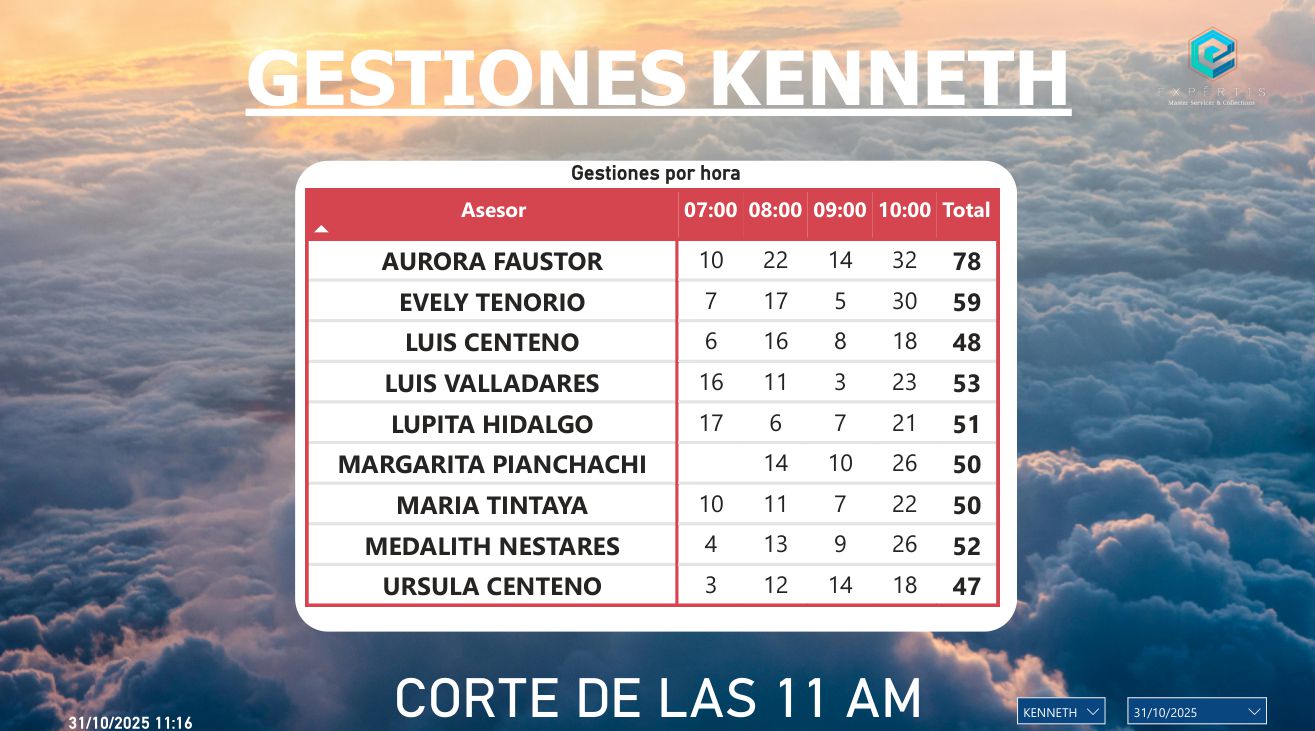 GESTIONES KENNETH
EXPERTIS
Master Servicer & Collections
Gestiones por hora
Asesor 07:00 08:00 09:00 10:00 Total
AURORA FAUSTOR 10 22 14 32 78
EVELY TENORIO 7 17 5 30 59
LUIS CENTENO 6 16 8 18 48
LUIS VALLADARES 16 11 3 23 53
LUPITA HIDALGO 17 6 7 21 51
MARGARITA PIANCHACHI 14 10 26 50
MARIA TINTAYA 10 11 7 22 50
MEDALITH NESTARES 4 13 9 26 52
URSULA CENTENO 3 12 14 18 47
CORTE DE LAS 11 AM
31/10/2025 11:16
KENNETH
31/10/2025